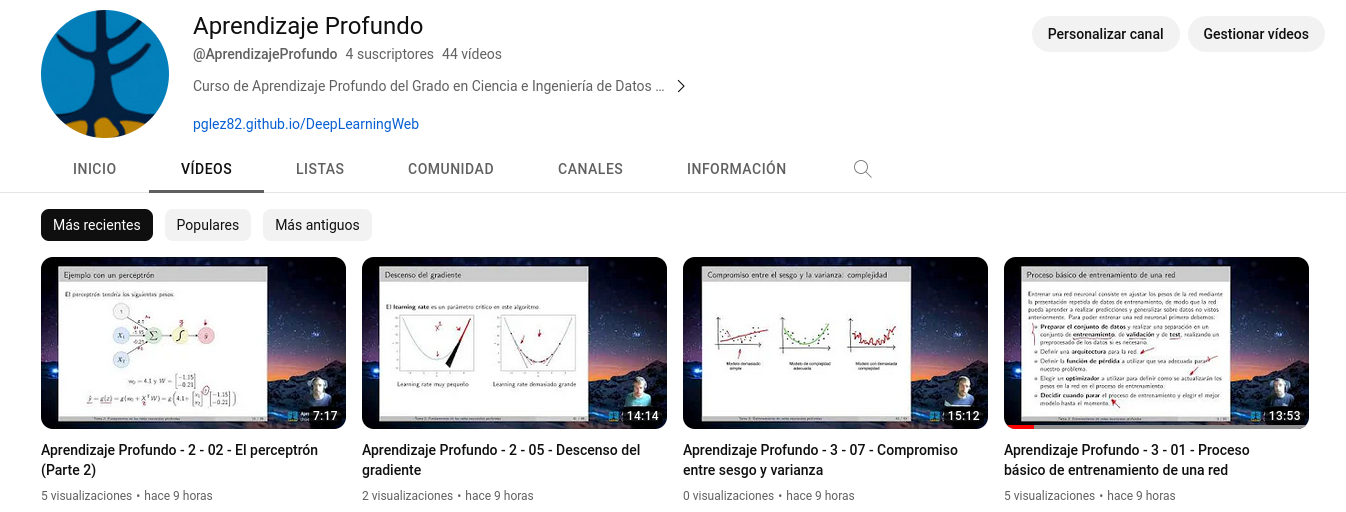 Aprendizaje Profundo
@AprendizajeProfundo 4 suscriptores 44 vídeos
Personalizar canal
Gestionar vídeos
Curso de Aprendizaje Profundo del Grado en Ciencia e Ingeniería de Datos ...
pglez82.github.io/DeepLearningWeb
INICIO
VÍDEOS
LISTAS
COMUNIDAD
CANALES
INFORMACIÓN
Más recientes
Populares
Más antiguos
Ejemplo con un perceptrón
El perceptrón tendría los siguientes pesos:
7:17
Descenso del gradiente
El learning rate es un parámetro crítico en este algoritmo.
Learning rate muy pequeño
Learning rate demasiado grande
14:14
Compromiso entre el sesgo y la varianza: complejidad
Modelo demasiado
simple
Modelo de complejidad
adecuada
Modelo con demasiada
complejidad
15:12
Proceso básico de entrenamiento de una red
Entrenar una red neuronal consiste en ajustar los pesos de la red mediante
la presentación repetida de datos de entrenamiento, de modo que la red
pueda aprender a realizar predicciones y generalizar sobre datos no vistos
anteriormente. Para poder entrenar una red neuronal primero debemos:
Preparar el conjunto de datos y realizar una separación en un
conjunto de entrenamiento, de validación y de test, realizando un
preprocesado de los datos si es necesario.
Definir una arquitectura para la red.
Definir la función de pérdida a utilizar que sea adecuada para
nuestro problema.
Elegir un optimizador a utilizar para definir como se actualizarán los
pesos en la red en el proceso de entrenamiento.
Decidir cuando parar el proceso de entrenamiento y elegir el mejor
modelo hasta el momento.
13:53
Aprendizaje Profundo - 2 - 02 - El perceptrón
(Parte 2)
5 visualizaciones • hace 9 horas
Aprendizaje Profundo - 2 - 05 - Descenso del
gradiente
2 visualizaciones • hace 9 horas
Aprendizaje Profundo - 3 - 07 - Compromiso
entre sesgo y varianza
0 visualizaciones • hace 9 horas
Aprendizaje Profundo - 3 - 01 - Proceso
básico de entrenamiento de una red
5 visualizaciones • hace 9 horas